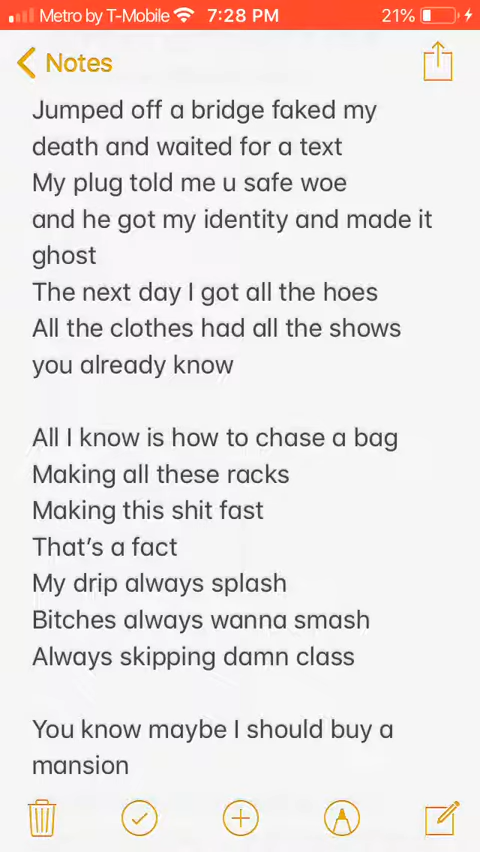 Metro by T-Mobile 7:28 PM 21%
Notes
Jumped off a bridge faked my
death and waited for a text
My plug told me u safe woe
and he got my identity and made it
ghost
The next day I got all the hoes
All the clothes had all the shows
you already know
All I know is how to chase a bag
Making all these racks
Making this shit fast
That's a fact
My drip always splash
Bitches always wanna smash
Always skipping damn class
You know maybe I should buy a
mansion